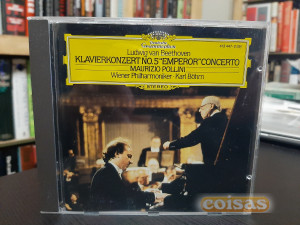 Deutsche Grammophon
Ludwig van Beethoven
KLAVIERKONZERT NO.5 "EMPEROR" CONCERTO
MAURIZIO POLLINI
Wiener Philharmoniker · Karl Böhm
STEREO
coisas